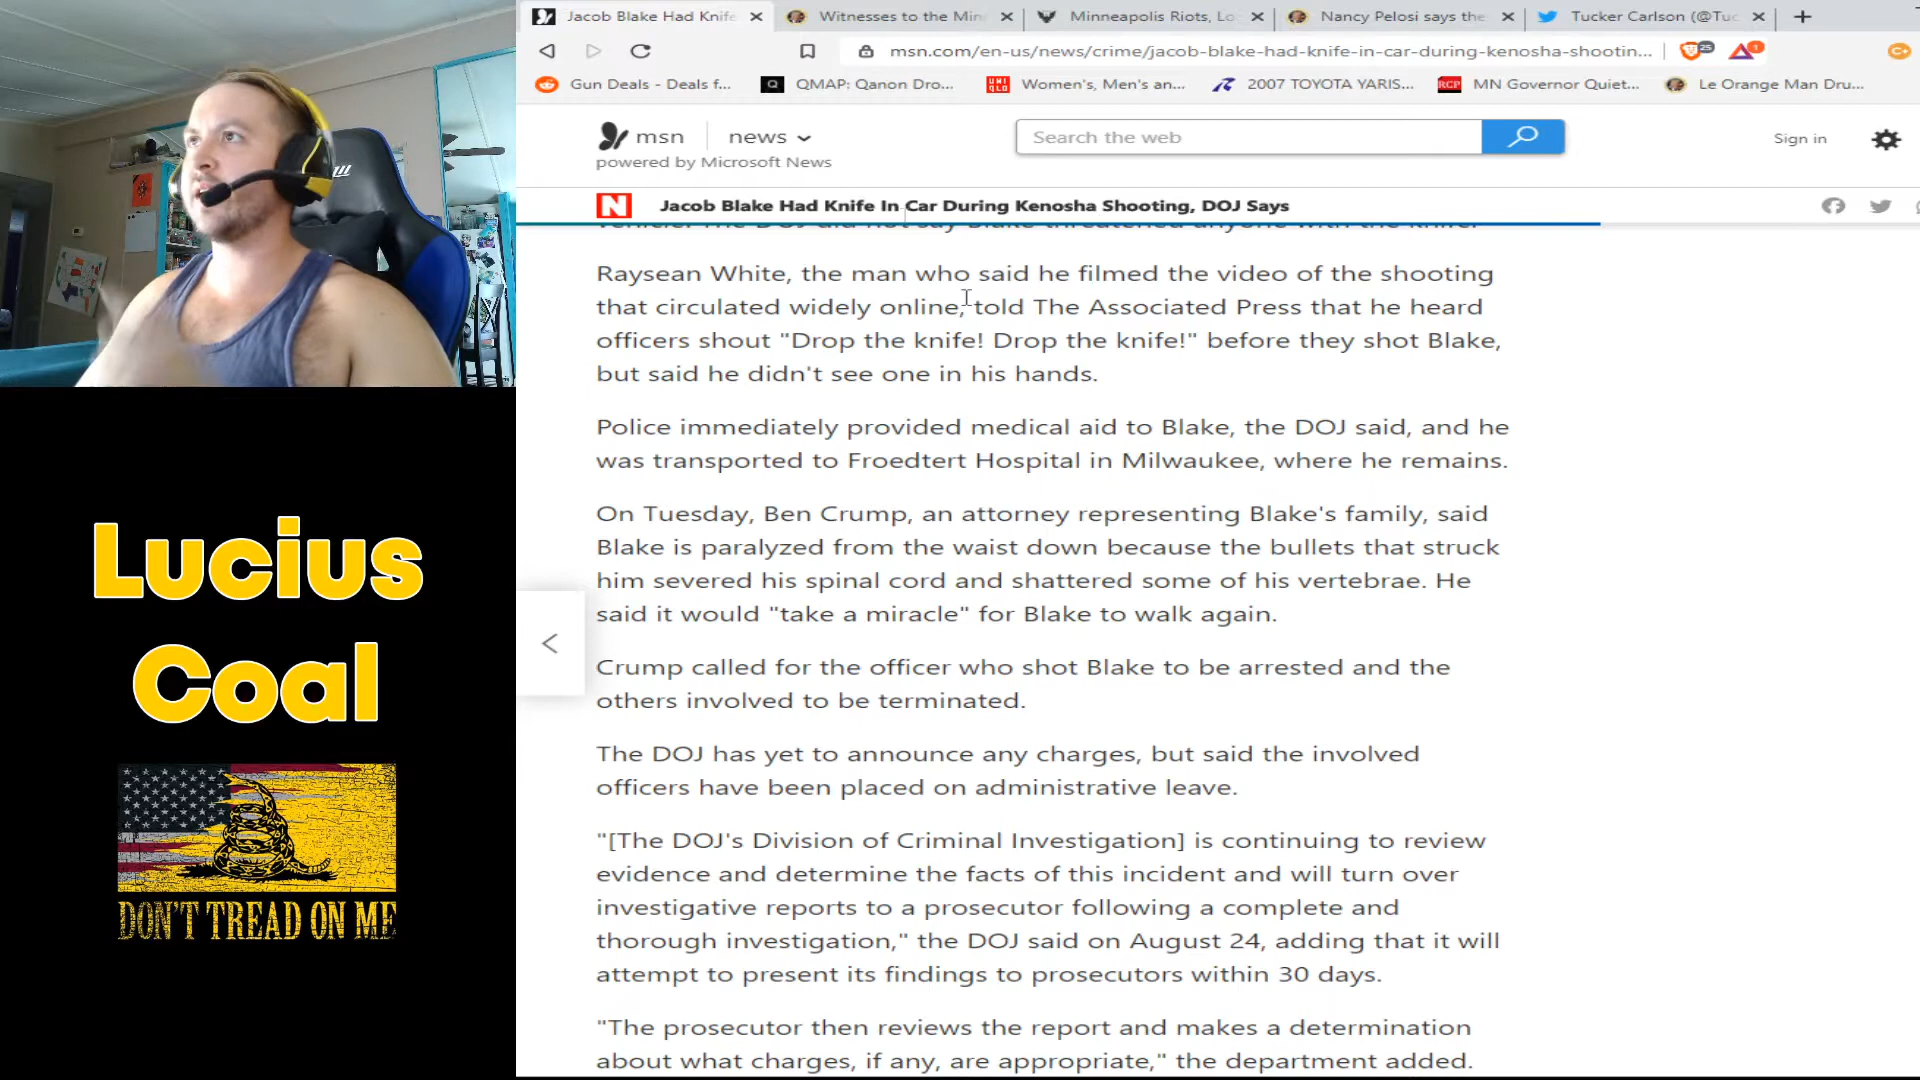 Jacob Blake Had Knife
Witnesses to the Min
Minneapolis Riots, Lo
Nancy Pelosi says the
Tucker Carlson (@Tuc
msn.com/en-us/news/crime/jacob-blake-had-knife-in-car-during-kenosha-shootin...
25
1
Gun Deals - Deals f...
QMAP: Qanon Dro...
Women's, Men's an...
2007 TOYOTA YARIS...
RCP
MN Governor Quiet...
Le Orange Man Dru...
msn
news
Search the web
Sign in
powered by Microsoft News
N
Jacob Blake Had Knife In Car During Kenosha Shooting, DOJ Says
vehicle. The DOJ did not say Blake threatened anyone with the knife.
Raysean White, the man who said he filmed the video of the shooting
that circulated widely online, told The Associated Press that he heard
officers shout "Drop the knife! Drop the knife!" before they shot Blake,
but said he didn't see one in his hands.
Police immediately provided medical aid to Blake, the DOJ said, and he
was transported to Froedtert Hospital in Milwaukee, where he remains.
On Tuesday, Ben Crump, an attorney representing Blake's family, said
Blake is paralyzed from the waist down because the bullets that struck
him severed his spinal cord and shattered some of his vertebrae. He
said it would "take a miracle" for Blake to walk again.
Crump called for the officer who shot Blake to be arrested and the
others involved to be terminated.
The DOJ has yet to announce any charges, but said the involved
officers have been placed on administrative leave.
"[The DOJ's Division of Criminal Investigation] is continuing to review
evidence and determine the facts of this incident and will turn over
investigative reports to a prosecutor following a complete and
thorough investigation," the DOJ said on August 24, adding that it will
attempt to present its findings to prosecutors within 30 days.
"The prosecutor then reviews the report and makes a determination
about what charges, if any, are appropriate," the department added.
Lucius
Coal
DON'T TREAD ON ME